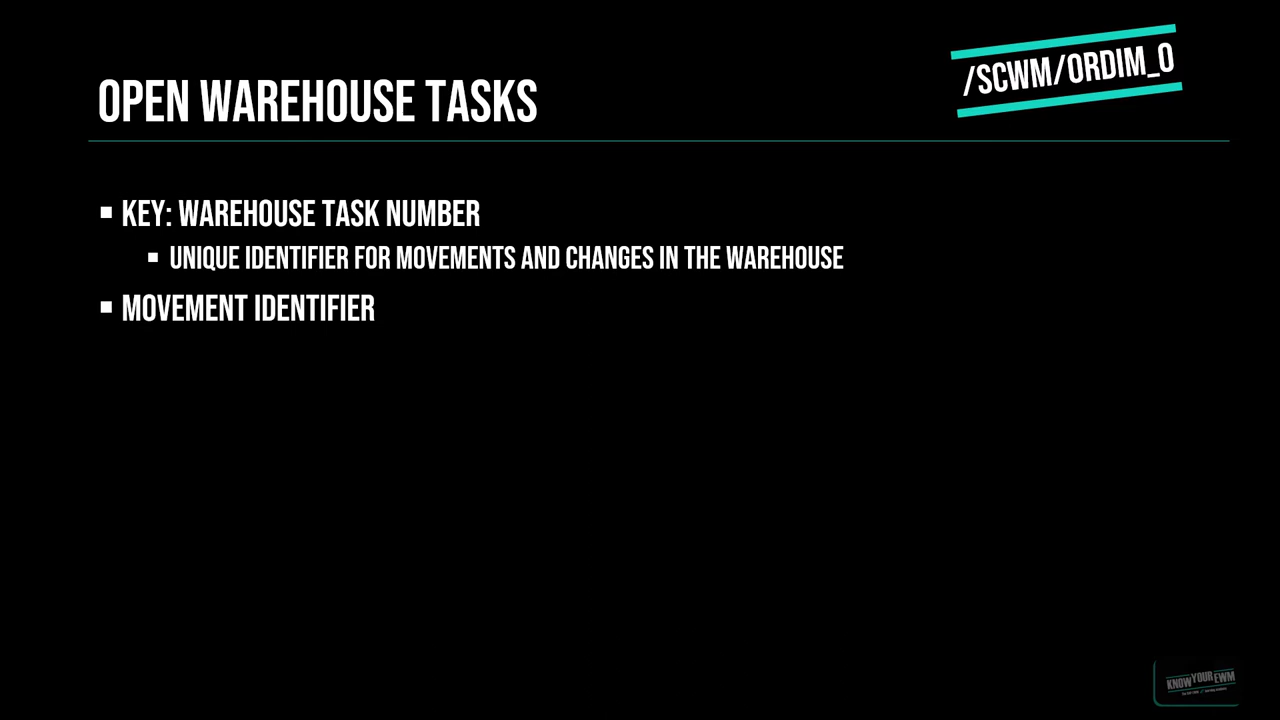 /SCWM/ORDIM_O
OPEN WAREHOUSE TASKS
KEY: WAREHOUSE TASK NUMBER
UNIQUE IDENTIFIER FOR MOVEMENTS AND CHANGES IN THE WAREHOUSE
MOVEMENT IDENTIFIER
KNOW YOUR EWM